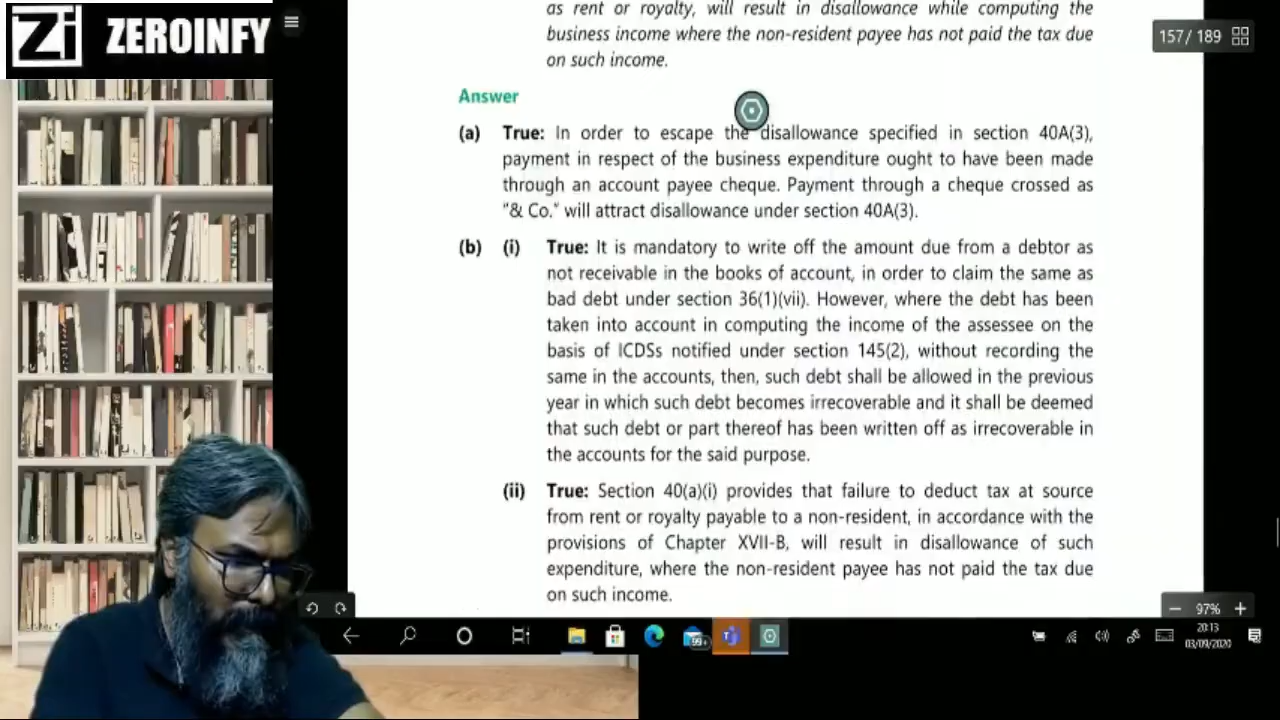 ZEROINFY
as rent or royalty, will result in disallowance while computing the
business income where the non-resident payee has not paid the tax due
on such income.
157 / 189
Answer
(a) True: In order to escape the disallowance specified in section 40A(3),
payment in respect of the business expenditure ought to have been made
through an account payee cheque. Payment through a cheque crossed as
"& Co." will attract disallowance under section 40A(3).
(b) (i) True: It is mandatory to write off the amount due from a debtor as
not receivable in the books of account, in order to claim the same as
bad debt under section 36(1)(vii). However, where the debt has been
taken into account in computing the income of the assessee on the
basis of ICDSs notified under section 145(2), without recording the
same in the accounts, then, such debt shall be allowed in the previous
year in which such debt becomes irrecoverable and it shall be deemed
that such debt or part thereof has been written off as irrecoverable in
the accounts for the said purpose.
(ii) True: Section 40(a)(i) provides that failure to deduct tax at source
from rent or royalty payable to a non-resident, in accordance with the
provisions of Chapter XVII-B, will result in disallowance of such
expenditure, where the non-resident payee has not paid the tax due
on such income.
97%
99+
20:13
03/09/2020